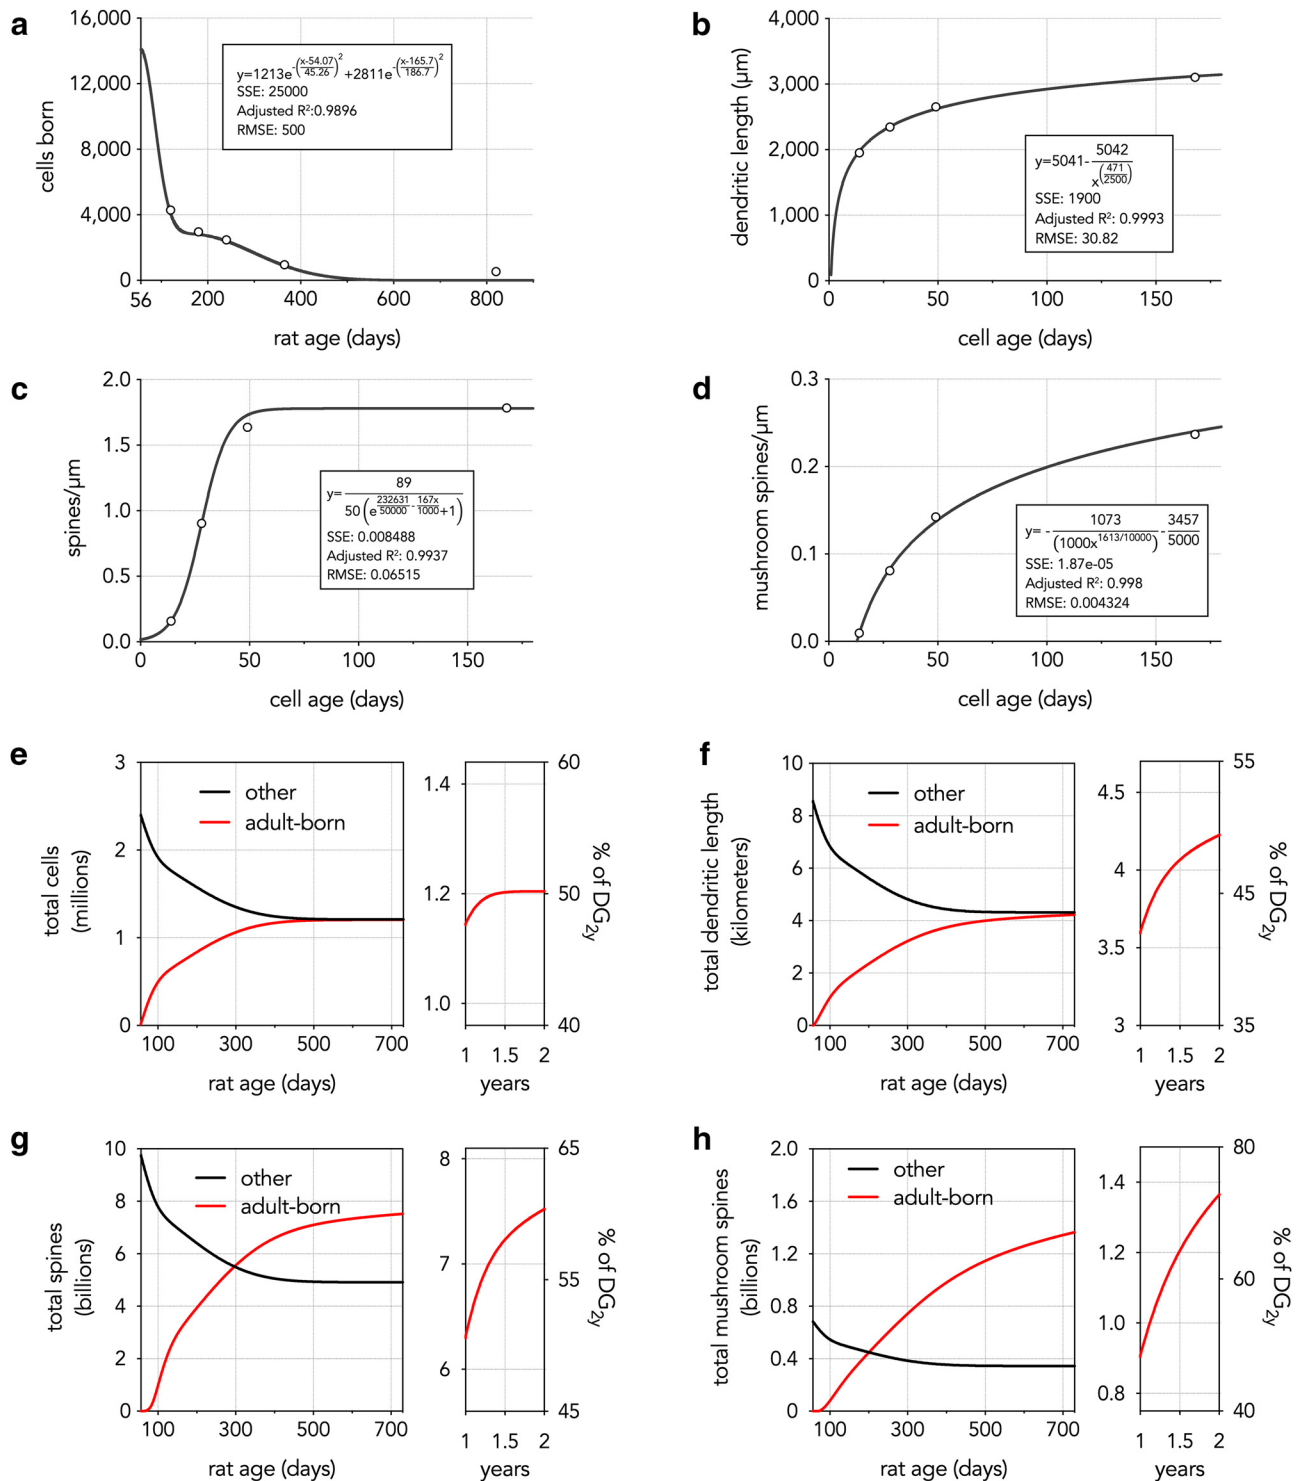 a
16,000
12,000
8,000
4,000
0
cells born
56 200 400 600 800
rat age (days)
y=1213e^-((x-54.07)/45.26)^2 +2811e^-((x-165.7)/186.7)^2
SSE: 25000
Adjusted R²:0.9896
RMSE: 500
b
4,000
3,000
2,000
1,000
0
dendritic length (μm)
0 50 100 150
cell age (days)
y=5041-5042/x^(471/2500)
SSE: 1900
Adjusted R²: 0.9993
RMSE: 30.82
c
2.0
1.5
1.0
0.5
0.0
spines/μm
0 50 100 150
cell age (days)
y=89/50(e^(232631/50000-167x/1000)+1)
SSE: 0.008488
Adjusted R²: 0.9937
RMSE: 0.06515
d
0.3
0.2
0.1
0.0
mushroom spines/μm
0 50 100 150
cell age (days)
y= -1073/(1000x^1613/10000)-3457/5000
SSE: 1.87e-05
Adjusted R²: 0.998
RMSE: 0.004324
e
3
2
1
0
total cells
(millions)
other
adult-born
100 300 500 700
rat age (days)
1.4
1.2
1.0
60
50
40
% of DG2y
1 1.5 2
years
f
10
8
6
4
2
0
total dendritic length
(kilometers)
other
adult-born
100 300 500 700
rat age (days)
4.5
4
3.5
3
55
45
35
% of DG2y
1 1.5 2
years
g
10
8
6
4
2
0
total spines
(billions)
other
adult-born
100 300 500 700
rat age (days)
8
7
6
65
55
45
% of DG2y
1 1.5 2
years
h
2.0
1.6
1.2
0.8
0.4
0
total mushroom spines
(billions)
other
adult-born
100 300 500 700
rat age (days)
1.4
1.2
1.0
0.8
80
60
40
% of DG2y
1 1.5 2
years